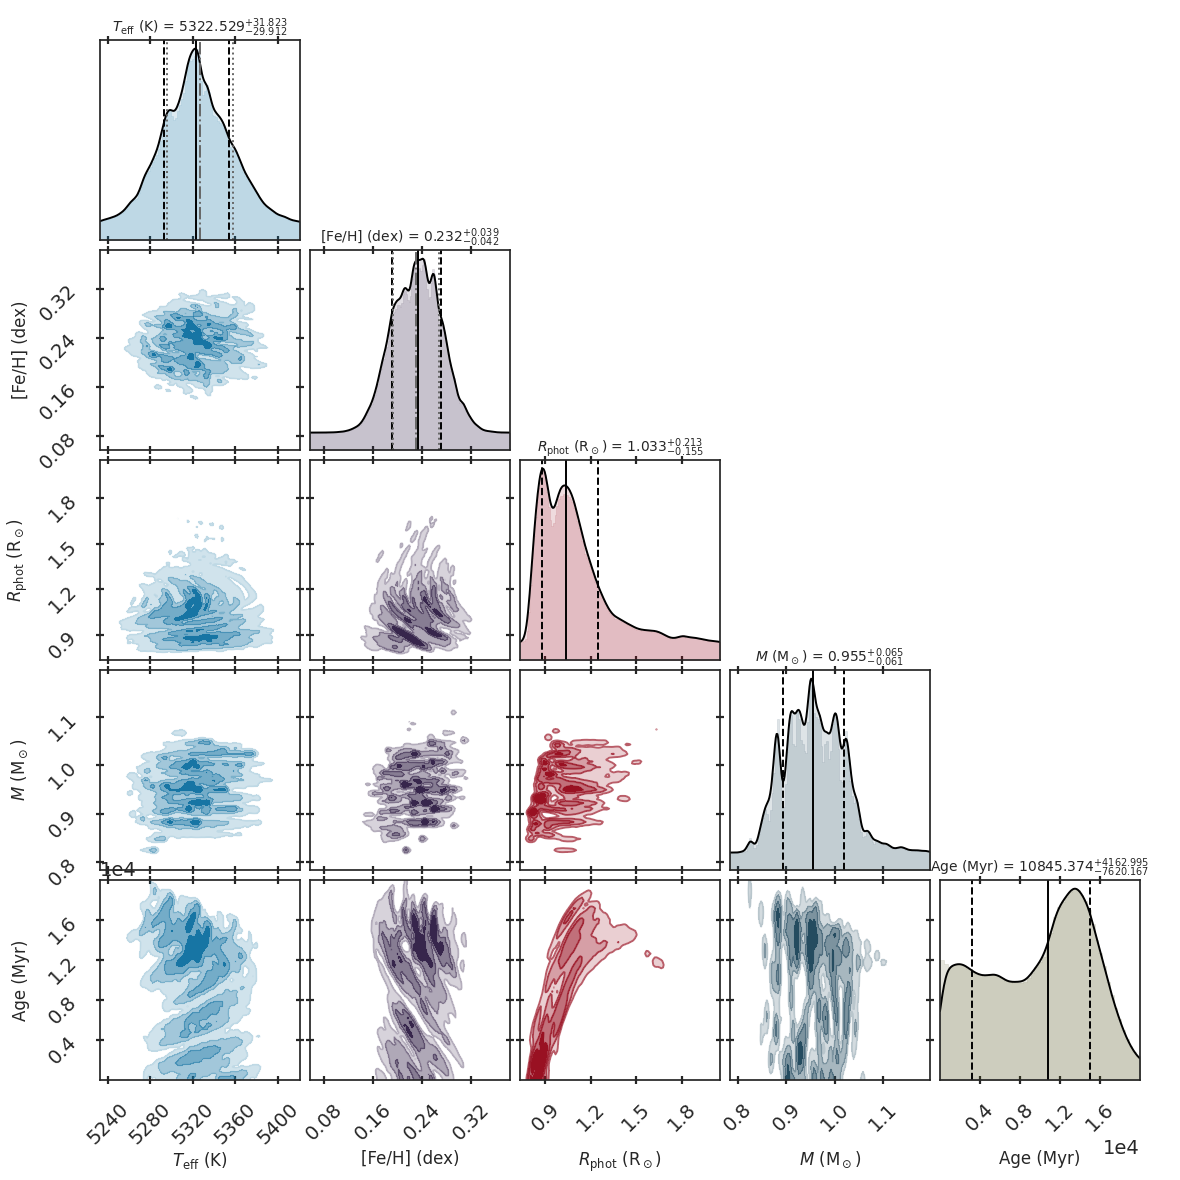 T_eff (K) = 5322.529 +31.823 −29.912
[Fe/H] (dex) = 0.232 +0.039 −0.042
[Fe/H] (dex)
0.32
0.24
0.16
0.08
R_phot (R⊙) = 1.033 +0.213 −0.155
R_phot (R⊙)
1.8
1.5
1.2
0.9
M (M⊙) = 0.955 +0.065 −0.061
M (M⊙)
1.1
1.0
0.9
0.8
1e4
Age (Myr) = 10845.374 +4162.995 −7620.167
Age (Myr)
1.6
1.2
0.8
0.4
5240 5280 5320 5360 5400
0.08 0.16 0.24 0.32
0.9 1.2 1.5 1.8
0.8 0.9 1.0 1.1
0.4 0.8 1.2 1.6
1e4
T_eff (K)
[Fe/H] (dex)
R_phot (R⊙)
M (M⊙)
Age (Myr)